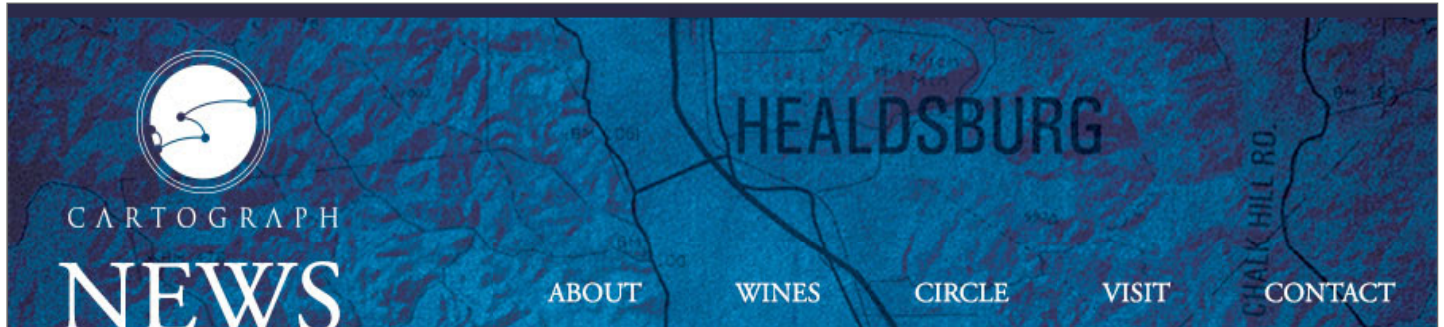 HEALDSBURG
CHALK HILL RD.
CARTOGRAPH
NEWS
ABOUT WINES CIRCLE VISIT CONTACT